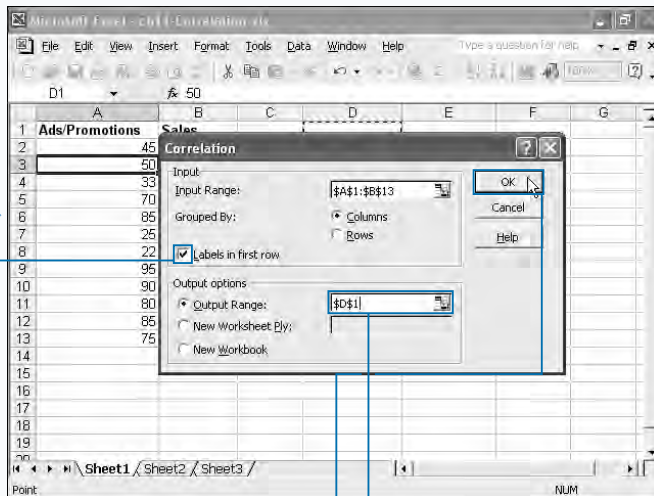 Microsoft Excel - Ch11-Correlation.xls
File Edit View Insert Format Tools Data Window Help Type a question for help
D1 fx 50
A B C D E F G
1 Ads/Promotions Sales
2 45
3 50
4 33
5 70
6 85
7 25
8 22
9 95
10 90
11 80
12 85
13 75
14
15
16
17
18
19
Correlation
Input
Input Range: $A$1:$B$13
Grouped By: Columns
Rows
Labels in first row
Output options
Output Range: $D$1
New Worksheet Ply:
New Workbook
OK
Cancel
Help
Sheet1 Sheet2 Sheet3
Point NUM